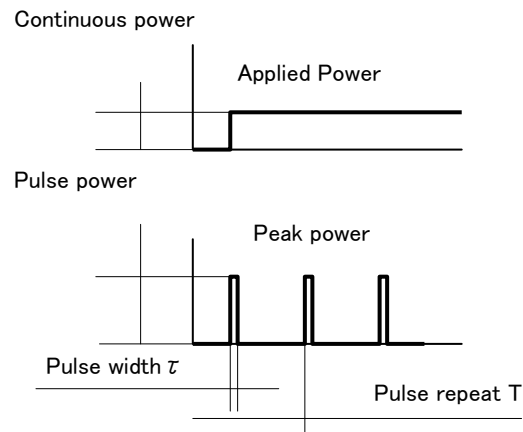 Continuous power
Applied Power
Pulse power
Peak power
Pulse width τ
Pulse repeat T